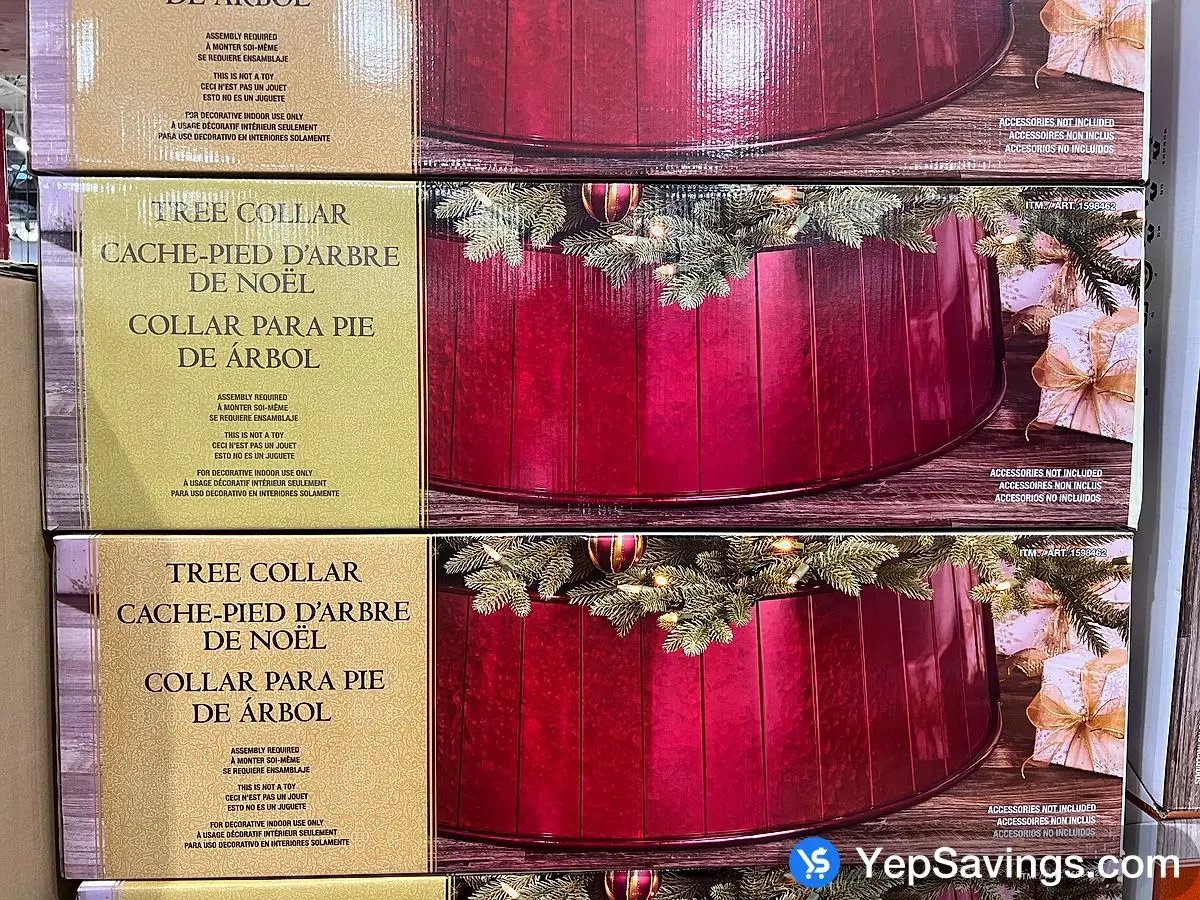 DE ÁRBOL
ASSEMBLY REQUIRED
À MONTER SOI-MÊME
SE REQUIERE ENSAMBLAJE
THIS IS NOT A TOY
CECI N'EST PAS UN JOUET
ESTO NO ES UN JUGUETE
FOR DECORATIVE INDOOR USE ONLY
À USAGE DÉCORATIF INTÉRIEUR SEULEMENT
PARA USO DECORATIVO EN INTERIORES SOLAMENTE
ACCESSORIES NOT INCLUDED
ACCESSOIRES NON INCLUS
ACCESORIOS NO INCLUIDOS
TREE COLLAR
CACHE-PIED D'ARBRE
DE NOËL
COLLAR PARA PIE
DE ÁRBOL
ASSEMBLY REQUIRED
À MONTER SOI-MÊME
SE REQUIERE ENSAMBLAJE
THIS IS NOT A TOY
CECI N'EST PAS UN JOUET
ESTO NO ES UN JUGUETE
FOR DECORATIVE INDOOR USE ONLY
À USAGE DÉCORATIF INTÉRIEUR SEULEMENT
PARA USO DECORATIVO EN INTERIORES SOLAMENTE
ITM. / ART. 1598462
ACCESSORIES NOT INCLUDED
ACCESSOIRES NON INCLUS
ACCESORIOS NO INCLUIDOS
TREE COLLAR
CACHE-PIED D'ARBRE
DE NOËL
COLLAR PARA PIE
DE ÁRBOL
ASSEMBLY REQUIRED
À MONTER SOI-MÊME
SE REQUIERE ENSAMBLAJE
THIS IS NOT A TOY
CECI N'EST PAS UN JOUET
ESTO NO ES UN JUGUETE
FOR DECORATIVE INDOOR USE ONLY
À USAGE DÉCORATIF INTÉRIEUR SEULEMENT
PARA USO DECORATIVO EN INTERIORES SOLAMENTE
ITM. / ART. 1598462
ACCESSORIES NOT INCLUDED
ACCESSOIRES NON INCLUS
ACCESORIOS NO INCLUIDOS
YepSavings.com